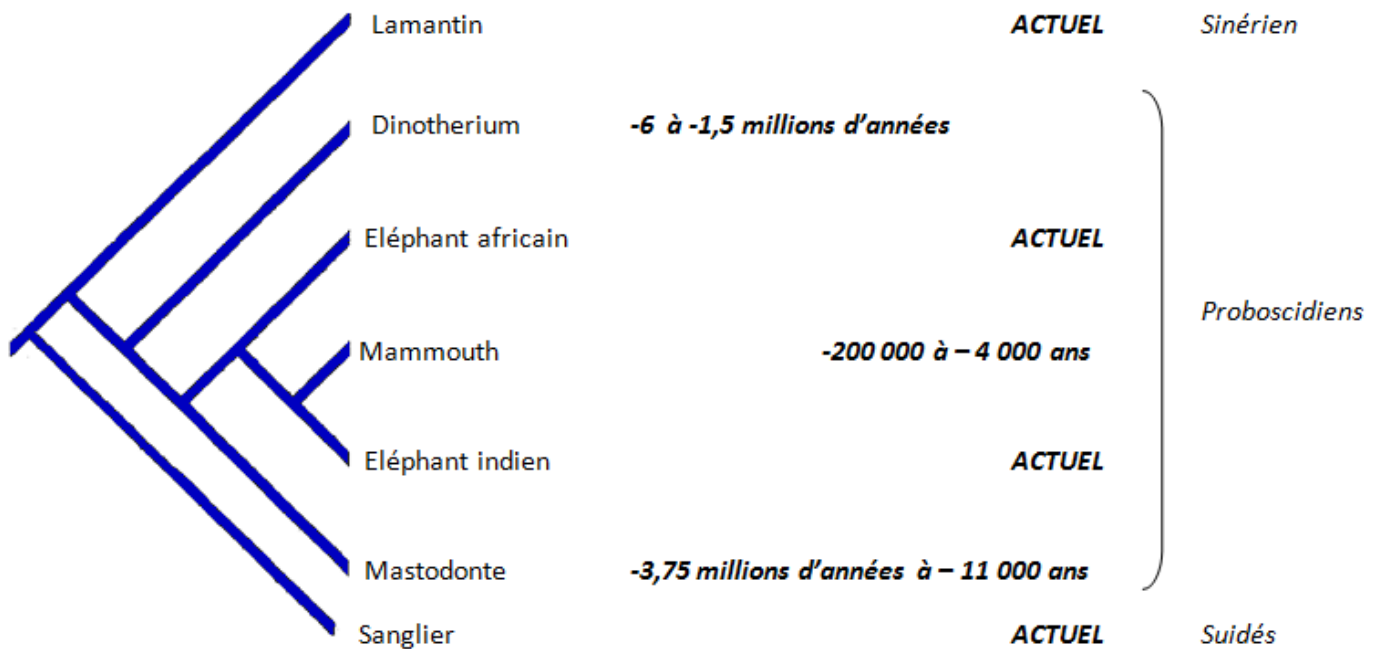 Lamantin ACTUEL Sinérien
Dinotherium -6 à -1,5 millions d’années
Eléphant africain ACTUEL
Proboscidiens
Mammouth -200 000 à – 4 000 ans
Eléphant indien ACTUEL
Mastodonte -3,75 millions d’années à – 11 000 ans
Sanglier ACTUEL Suidés